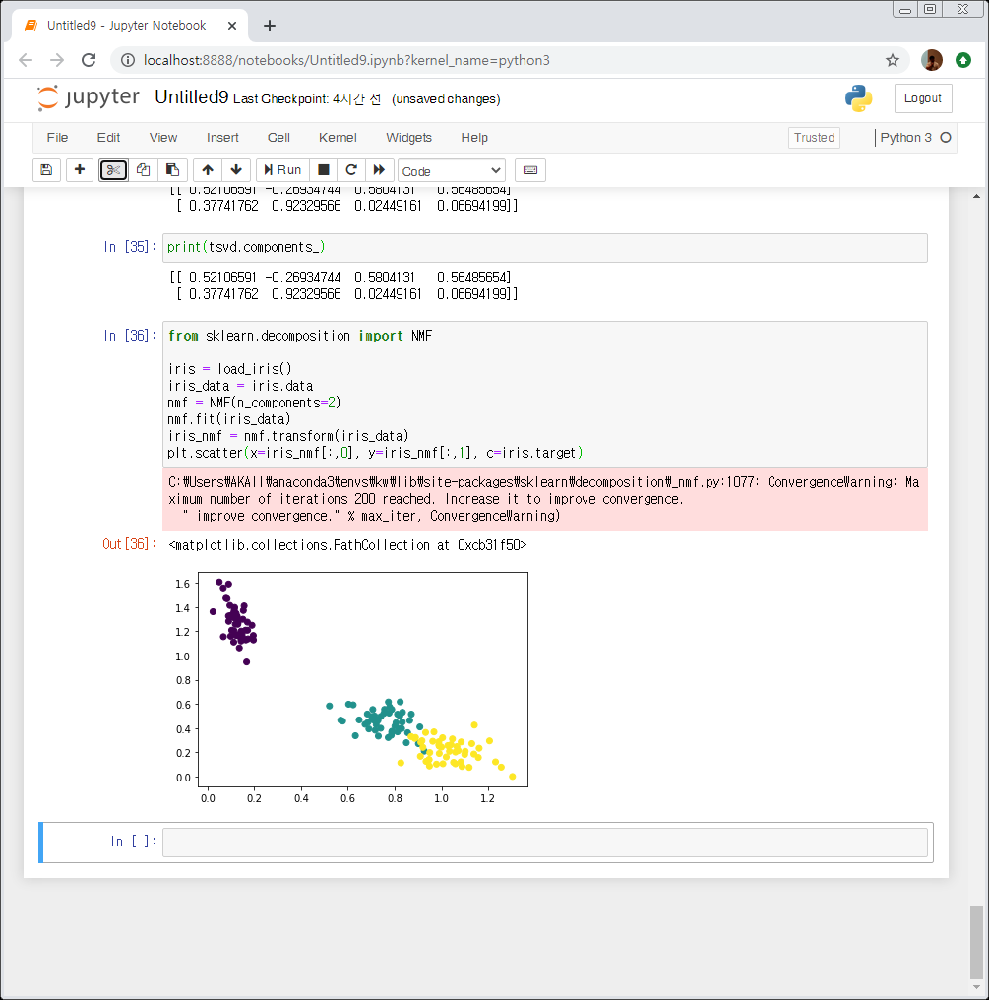 Untitled9 - Jupyter Notebook
localhost:8888/notebooks/Untitled9.ipynb?kernel_name=python3
jupyter Untitled9 Last Checkpoint: 4시간 전 (unsaved changes)
Logout
File Edit View Insert Cell Kernel Widgets Help Trusted Python 3
Run Code
[[ 0.52106591 -0.26934744 0.5804131 0.56485654]
[ 0.37741762 0.92329566 0.02449161 0.06694199]]
In [35]: print(tsvd.components_)
[[ 0.52106591 -0.26934744 0.5804131 0.56485654]
[ 0.37741762 0.92329566 0.02449161 0.06694199]]
In [36]: from sklearn.decomposition import NMF
iris = load_iris()
iris_data = iris.data
nmf = NMF(n_components=2)
nmf.fit(iris_data)
iris_nmf = nmf.transform(iris_data)
plt.scatter(x=iris_nmf[:,0], y=iris_nmf[:,1], c=iris.target)
C:₩Users₩AKAII₩anaconda3₩envs₩kw₩lib₩site-packages₩sklearn₩decomposition₩_nmf.py:1077: ConvergenceWarning: Ma
ximum number of iterations 200 reached. Increase it to improve convergence.
" improve convergence." % max_iter, ConvergenceWarning)
Out[36]: <matplotlib.collections.PathCollection at 0xcb31f50>
1.6
1.4
1.2
1.0
0.8
0.6
0.4
0.2
0.0
0.0 0.2 0.4 0.6 0.8 1.0 1.2
In [ ]: